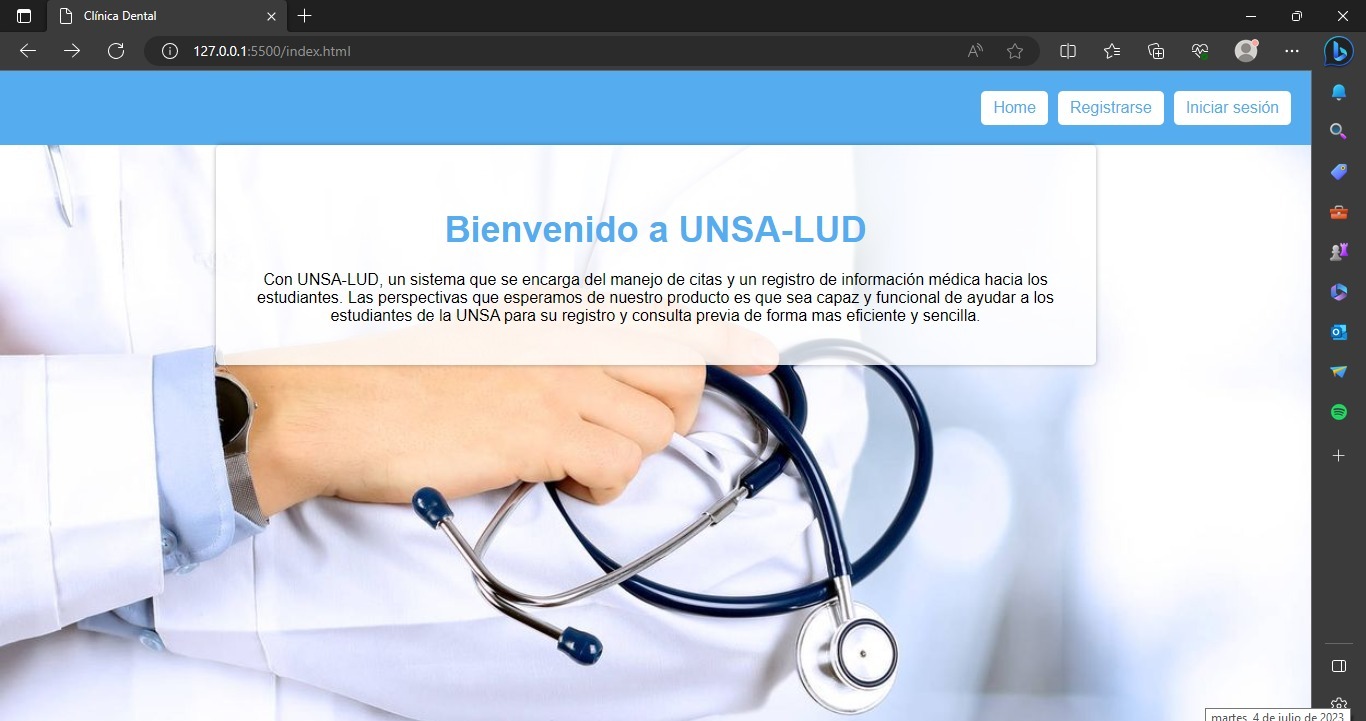 Clínica Dental
127.0.0.1:5500/index.html
Home
Registrarse
Iniciar sesión
Bienvenido a UNSA-LUD
Con UNSA-LUD, un sistema que se encarga del manejo de citas y un registro de información médica hacia los
estudiantes. Las perspectivas que esperamos de nuestro producto es que sea capaz y funcional de ayudar a los
estudiantes de la UNSA para su registro y consulta previa de forma mas eficiente y sencilla.
martes, 4 de julio de 2023